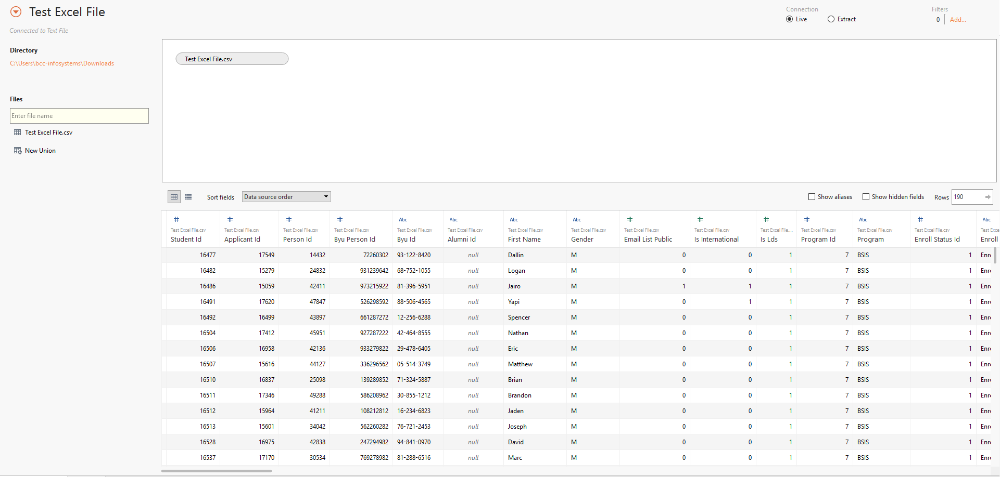 Test Excel File
Connection
Filters
Live Extract
0 Add...
Connected to Text File
Directory
C:\Users\bcc-infosystems\Downloads
Test Excel File.csv
Files
Enter file name
Test Excel File.csv
New Union
Sort fields Data source order Show aliases Show hidden fields Rows 190
# # # # Abc Abc Abc Abc # # # # Abc # Abc
Test Excel File.csv Test Excel File.csv Test Excel File.csv Test Excel File.csv Test Excel File.csv Test Excel File.csv Test Excel File.csv Test Excel File.csv Test Excel File.csv Test Excel File.csv Test Excel File.... Test Excel File.csv Test Excel File.csv Test Excel File.csv Test Exce
Student Id Applicant Id Person Id Byu Person Id Byu Id Alumni Id First Name Gender Email List Public Is International Is Lds Program Id Program Enroll Status Id Enroll
16477 17549 14432 72260302 93-122-8420 null Dallin M 0 0 1 7 BSIS 1 Enr
16482 15279 24832 931239642 68-752-1055 null Logan M 0 0 1 7 BSIS 1 Enr
16486 15059 42411 973215922 81-396-5951 null Jairo M 1 1 1 7 BSIS 1 Enr
16491 17620 47847 526298592 88-506-4565 null Yapi M 0 1 1 7 BSIS 1 Enr
16492 16499 43897 661287272 12-256-6288 null Spencer M 0 0 1 7 BSIS 1 Enr
16504 17412 45951 927287222 42-464-8555 null Nathan M 0 0 1 7 BSIS 1 Enr
16506 16958 42136 933279822 29-478-6405 null Eric M 0 0 1 7 BSIS 1 Enr
16507 15616 44127 336296562 05-514-3749 null Matthew M 0 0 1 7 BSIS 1 Enr
16510 16837 25098 139289852 71-324-5887 null Brian M 0 0 1 7 BSIS 1 Enr
16511 17346 49288 586208962 30-855-1212 null Brandon M 0 0 1 7 BSIS 1 Enr
16512 15964 41211 108212812 16-234-6823 null Jaden M 0 0 1 7 BSIS 1 Enr
16513 15601 34042 562260282 76-721-2453 null Joseph M 0 0 1 7 BSIS 1 Enr
16528 16975 42838 247294982 94-841-0970 null David M 0 0 1 7 BSIS 1 Enr
16537 17170 30534 769278982 81-288-6516 null Marc M 0 0 1 7 BSIS 1 Enr